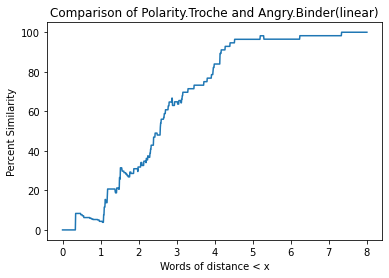 Comparison of Polarity.Troche and Angry.Binder(linear)
100
80
60
40
20
0
Percent Similarity
0 1 2 3 4 5 6 7 8
Words of distance < x